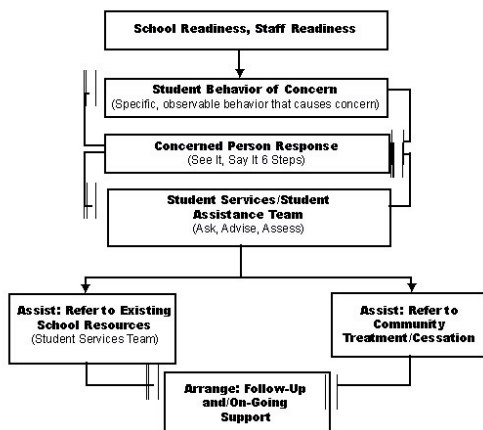 School Readiness, Staff Readiness
Student Behavior of Concern
(Specific, observable behavior that causes concern)
Concerned Person Response
(See It, Say It 6 Steps)
Student Services/Student
Assistance Team
(Ask, Advise, Assess)
Assist: Refer to Existing
School Resources
(Student Services Team)
Assist: Refer to
Community
Treatment/Cessation
Arrange: Follow-Up
and/On-Going
Support